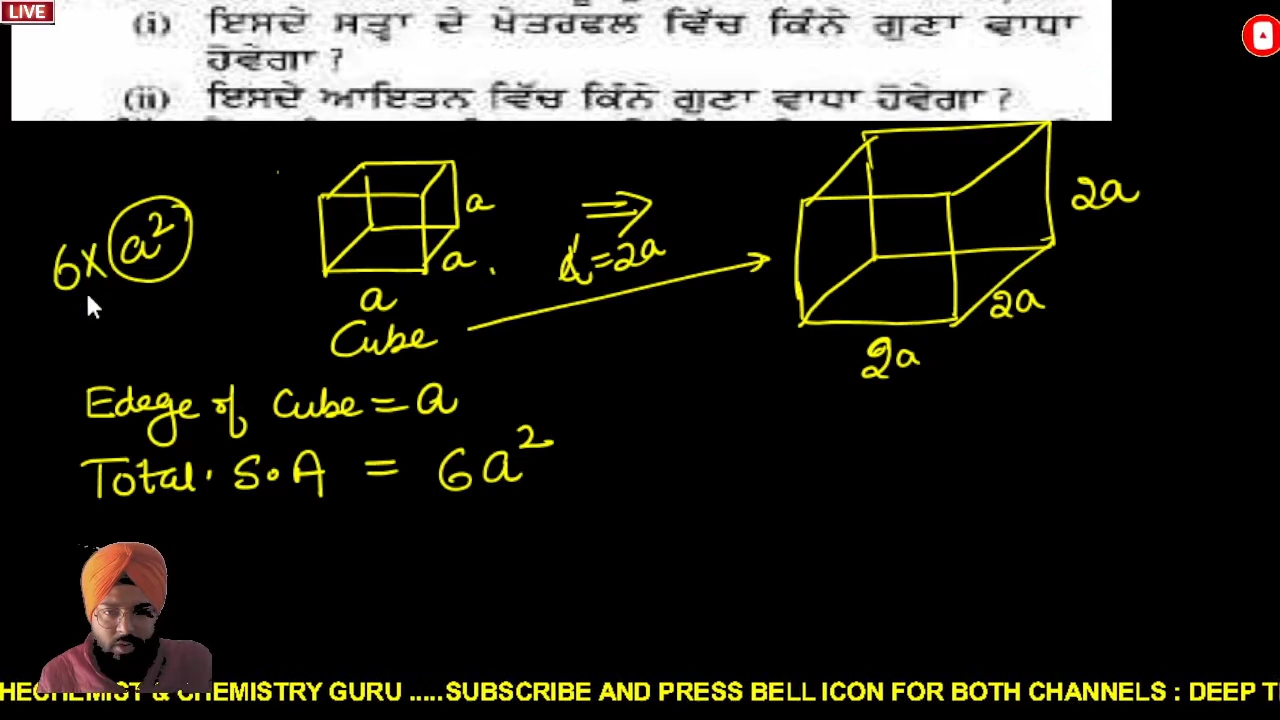 LIVE
(i) ਇਸਦੇ ਸਤ੍ਹਾ ਦੇ ਖੇਤਰਫਲ ਵਿੱਚ ਕਿੰਨੇ ਗੁਣਾ ਵਾਧਾ
ਹੋਵੇਗਾ ?
(ii) ਇਸਦੇ ਆਇਤਨ ਵਿੱਚ ਕਿੰਨੇ ਗੁਣਾ ਵਾਧਾ ਹੋਵੇਗਾ ?
6×a²
a
a
a
Cube
=2a
2a
2a
2a
Edege of Cube = a
Total. S.A = 6a²
HECHEMIST & CHEMISTRY GURU .....SUBSCRIBE AND PRESS BELL ICON FOR BOTH CHANNELS : DEEP T